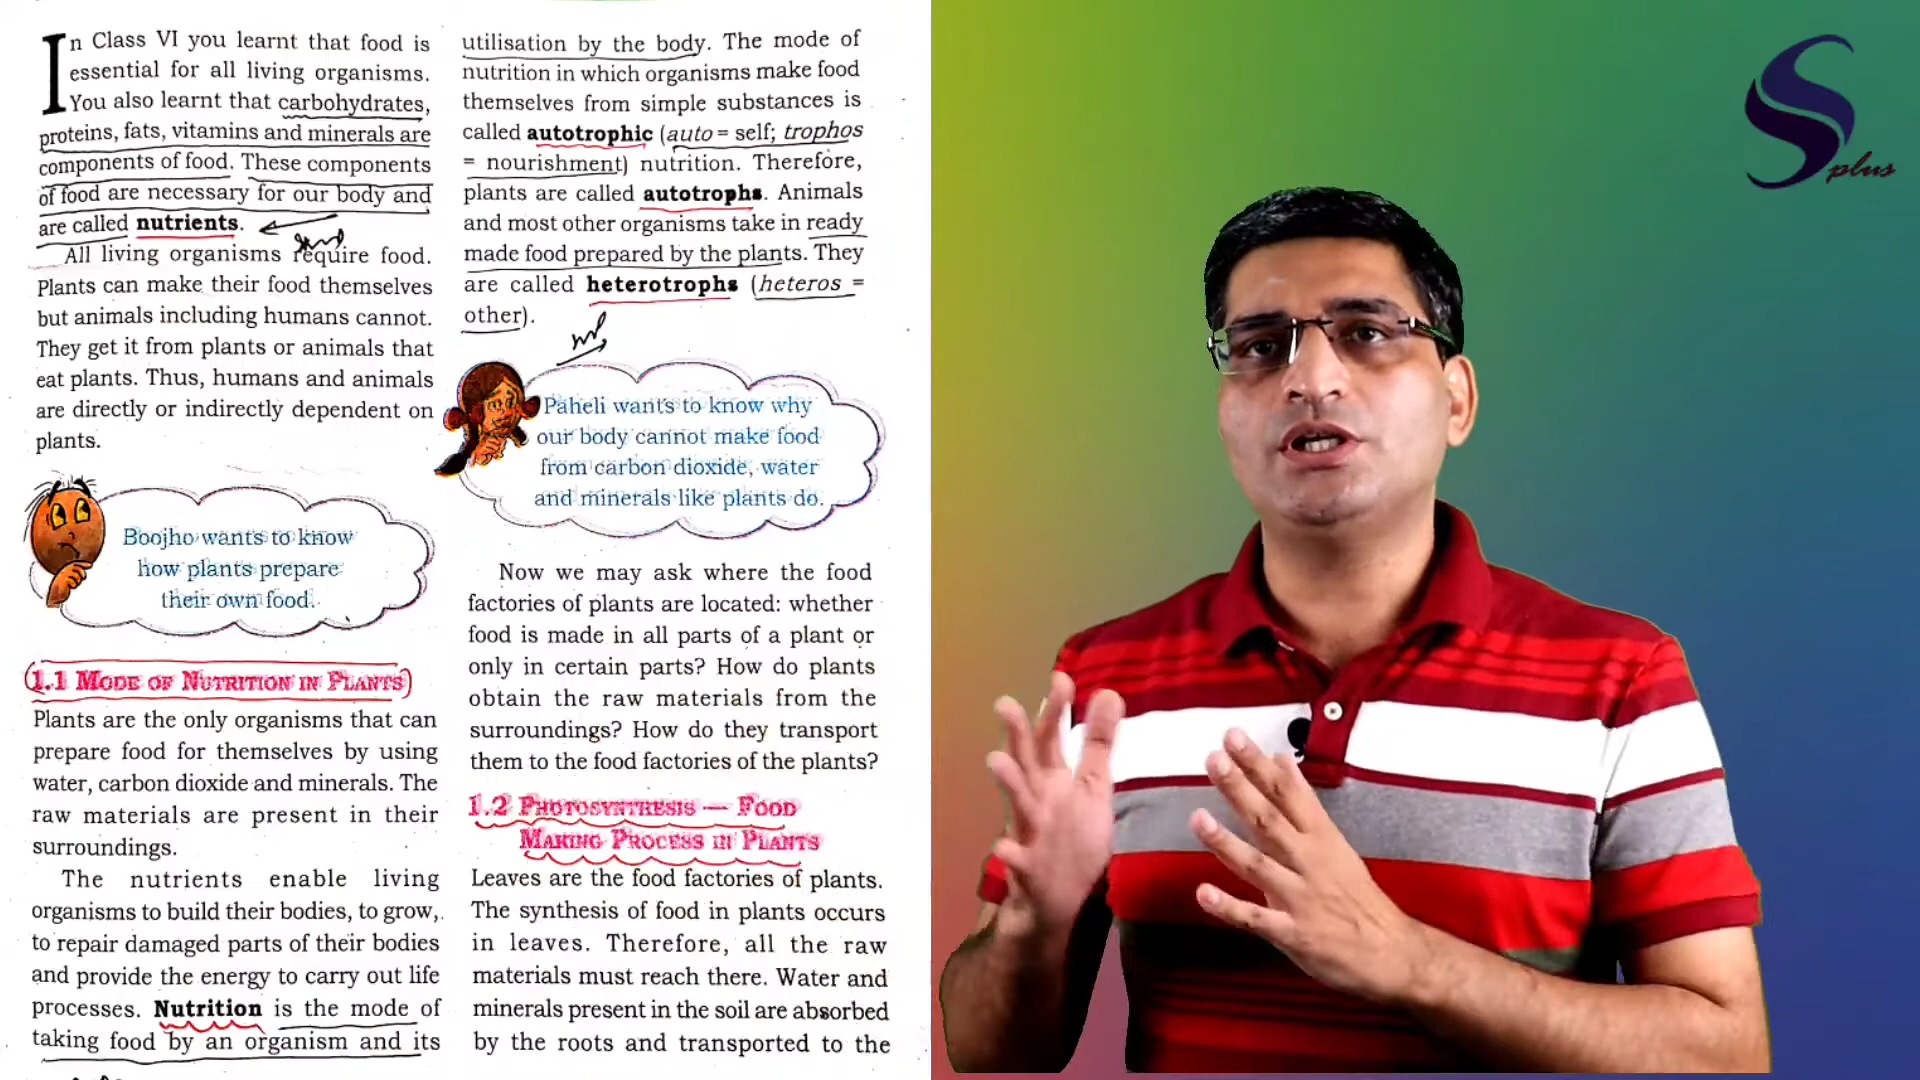 In Class VI you learnt that food is
essential for all living organisms.
You also learnt that carbohydrates,
proteins, fats, vitamins and minerals are
components of food. These components
of food are necessary for our body and
are called nutrients.
All living organisms require food.
Plants can make their food themselves
but animals including humans cannot.
They get it from plants or animals that
eat plants. Thus, humans and animals
are directly or indirectly dependent on
plants.
Boojho wants to know
how plants prepare
their own food.
1.1 MODE OF NUTRITION IN PLANTS
Plants are the only organisms that can
prepare food for themselves by using
water, carbon dioxide and minerals. The
raw materials are present in their
surroundings.
The nutrients enable living
organisms to build their bodies, to grow,
to repair damaged parts of their bodies
and provide the energy to carry out life
processes. Nutrition is the mode of
taking food by an organism and its
utilisation by the body. The mode of
nutrition in which organisms make food
themselves from simple substances is
called autotrophic (auto = self; trophos
= nourishment) nutrition. Therefore,
plants are called autotrophs. Animals
and most other organisms take in ready
made food prepared by the plants. They
are called heterotrophs (heteros =
other).
Paheli wants to know why
our body cannot make food
from carbon dioxide, water
and minerals like plants do.
Now we may ask where the food
factories of plants are located: whether
food is made in all parts of a plant or
only in certain parts? How do plants
obtain the raw materials from the
surroundings? How do they transport
them to the food factories of the plants?
1.2 PHOTOSYNTHESIS — FOOD
MAKING PROCESS IN PLANTS
Leaves are the food factories of plants.
The synthesis of food in plants occurs
in leaves. Therefore, all the raw
materials must reach there. Water and
minerals present in the soil are absorbed
by the roots and transported to the
S plus